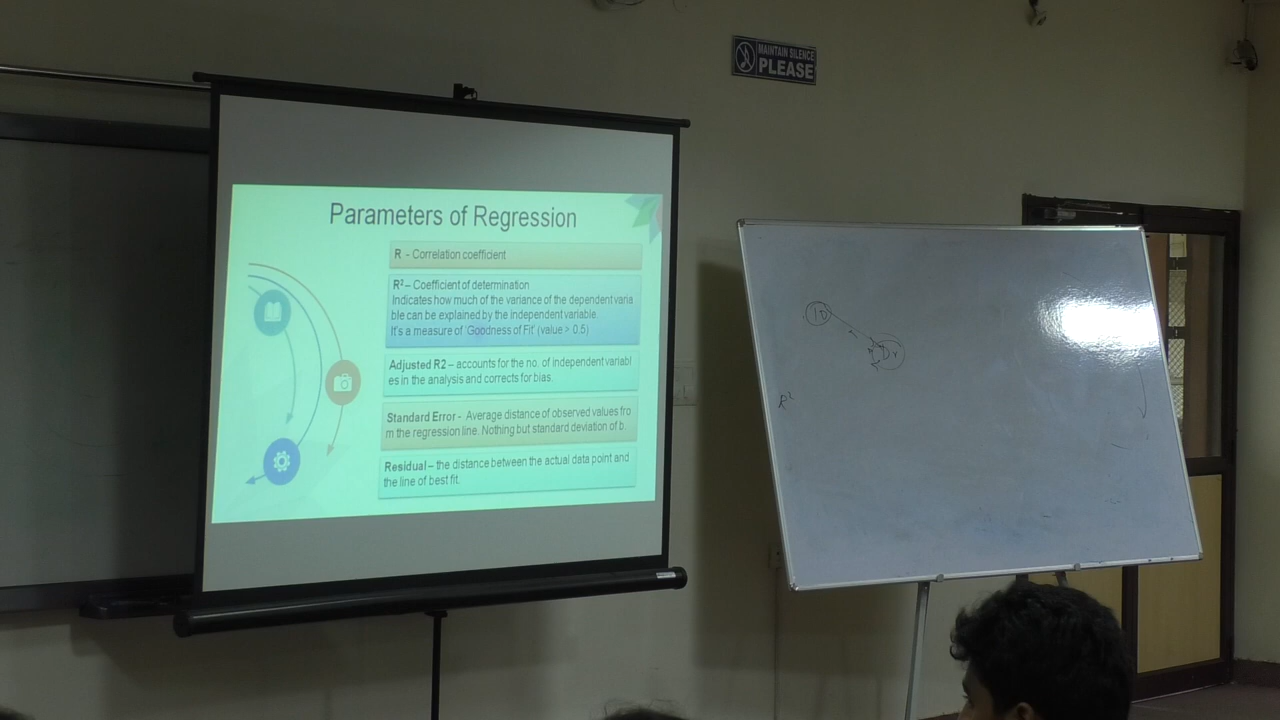 MAINTAIN SILENCE
PLEASE
Parameters of Regression
R - Correlation coefficient
R² – Coefficient of determination
Indicates how much of the variance of the dependent varia
ble can be explained by the independent variable.
It's a measure of 'Goodness of Fit' (value > 0.5)
Adjusted R2 – accounts for the no. of independent variabl
es in the analysis and corrects for bias.
Standard Error - Average distance of observed values fro
m the regression line. Nothing but standard deviation of b.
Residual – the distance between the actual data point and
the line of best fit.
R²